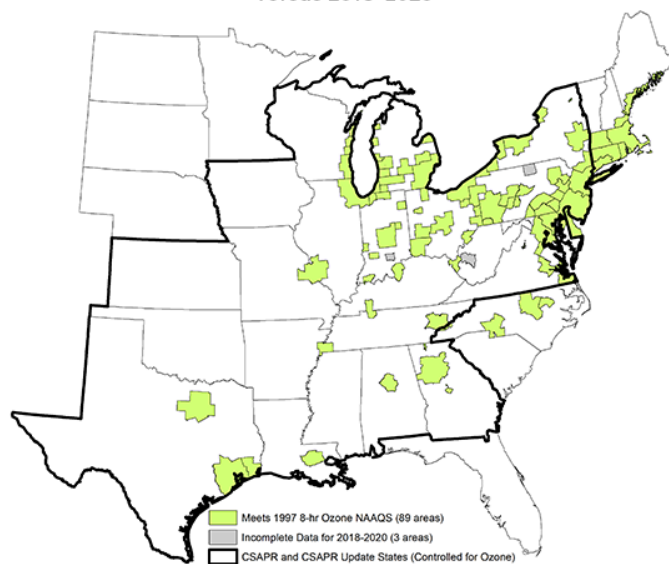 Meets 1997 8-hr Ozone NAAQS (89 areas)
Incomplete Data for 2018-2020 (3 areas)
CSAPR and CSAPR Update States (Controlled for Ozone)